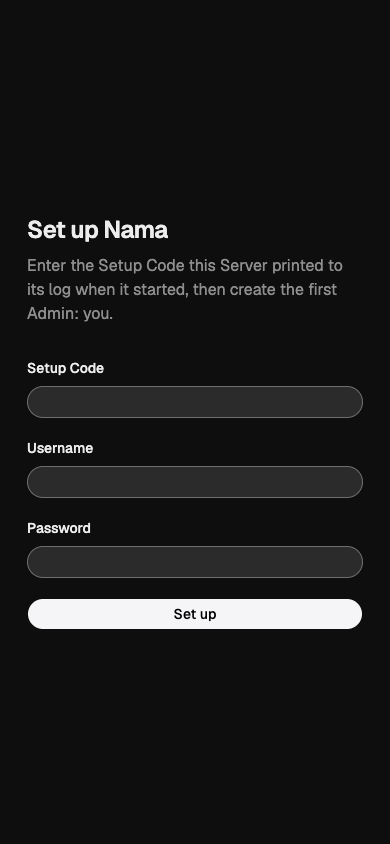 Set up Nama
Enter the Setup Code this Server printed to
its log when it started, then create the first
Admin: you.
Setup Code
Username
Password
Set up